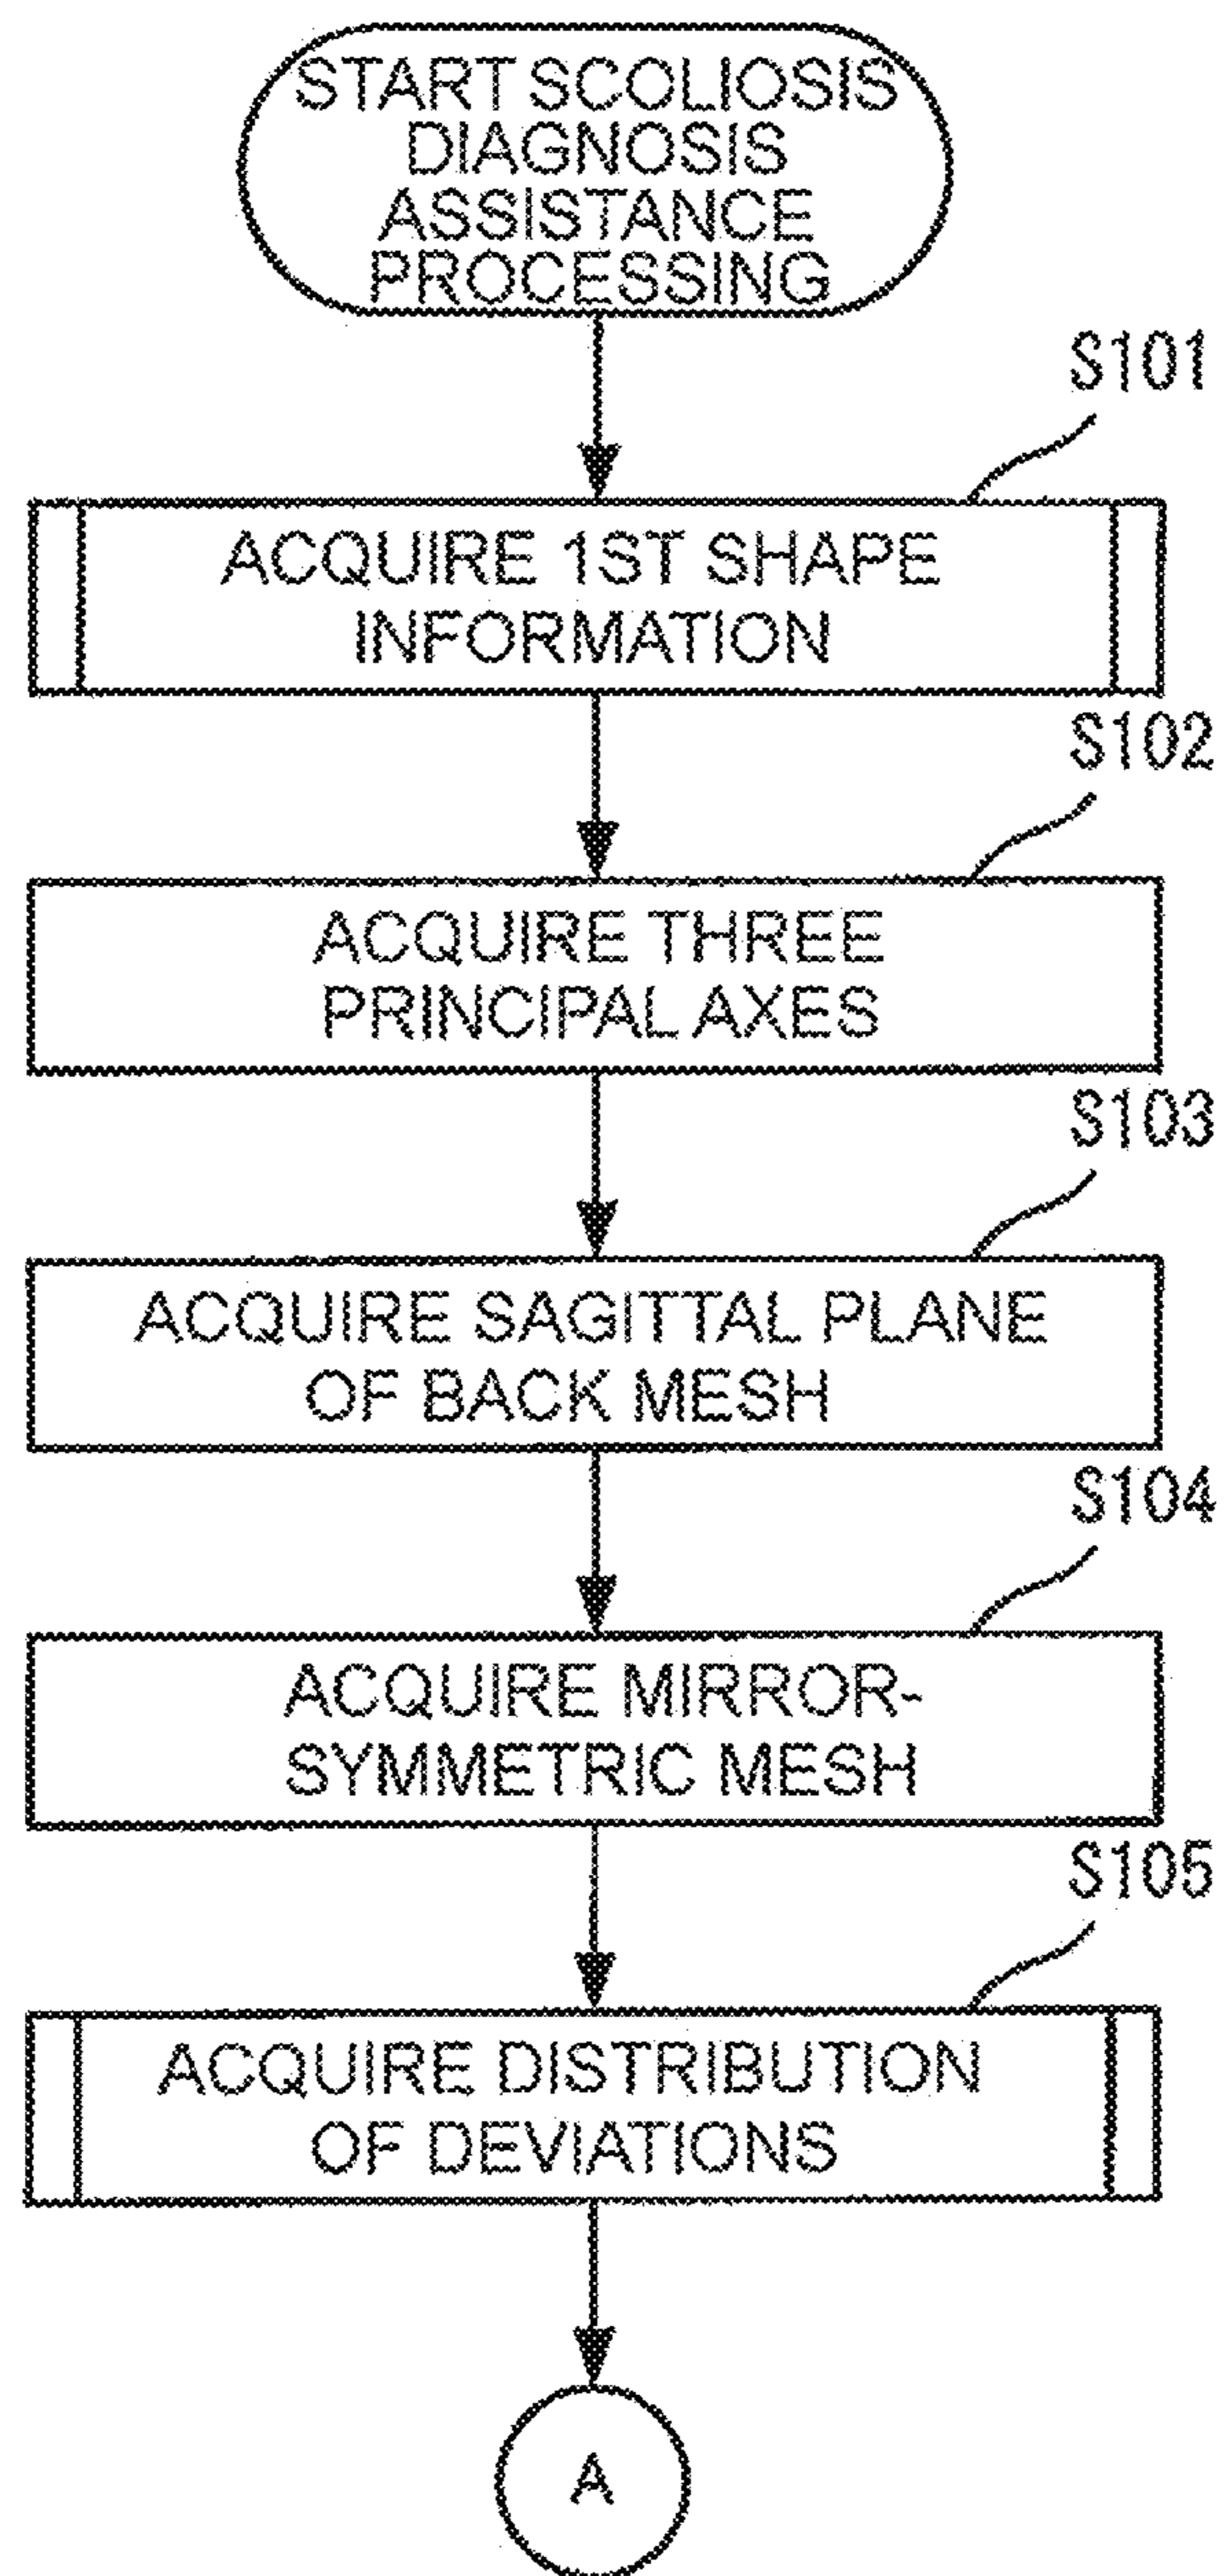 START SCOLIOSIS
DIAGNOSIS
ASSISTANCE
PROCESSING
S101
ACQUIRE 1ST SHAPE
INFORMATION
S102
ACQUIRE THREE
PRINCIPAL AXES
S103
ACQUIRE SAGITTAL PLANE
OF BACK MESH
S104
ACQUIRE MIRROR-
SYMMETRIC MESH
S105
ACQUIRE DISTRIBUTION
OF DEVIATIONS
A